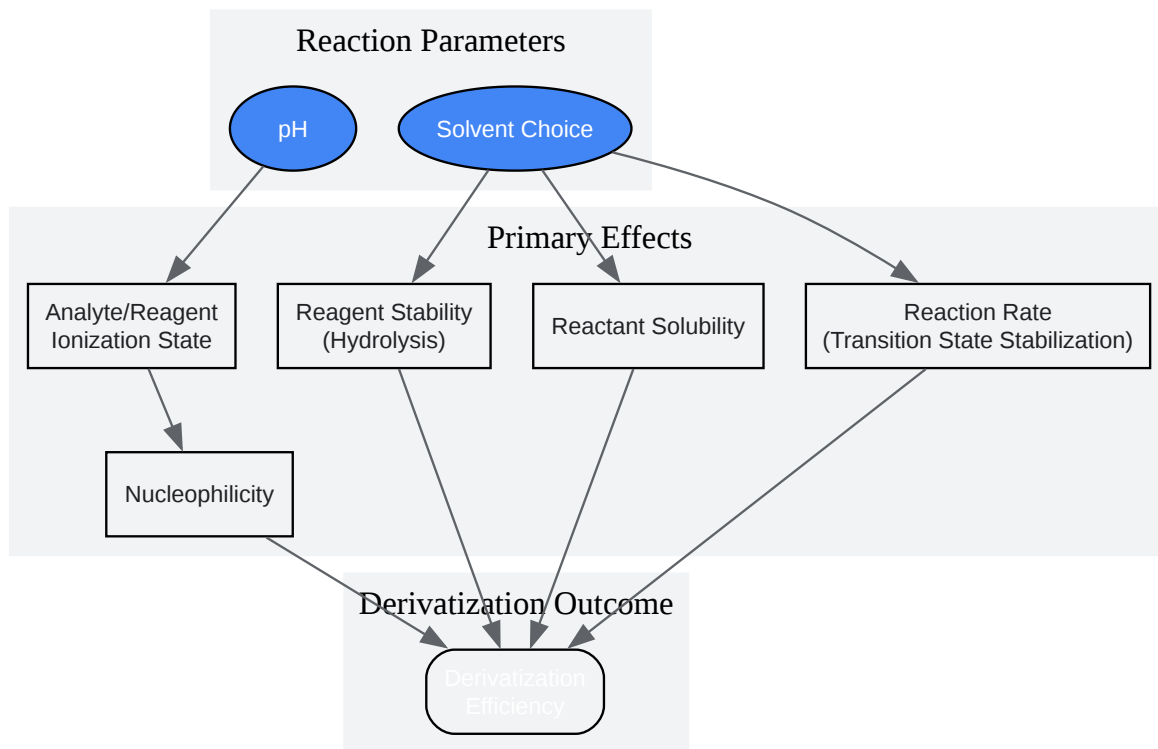 Reaction Parameters
pH
Solvent Choice
Primary Effects
Analyte/Reagent
Ionization State
Reagent Stability
(Hydrolysis)
Reactant Solubility
Reaction Rate
(Transition State Stabilization)
Nucleophilicity
Derivatization Outcome
Derivatization
Efficiency